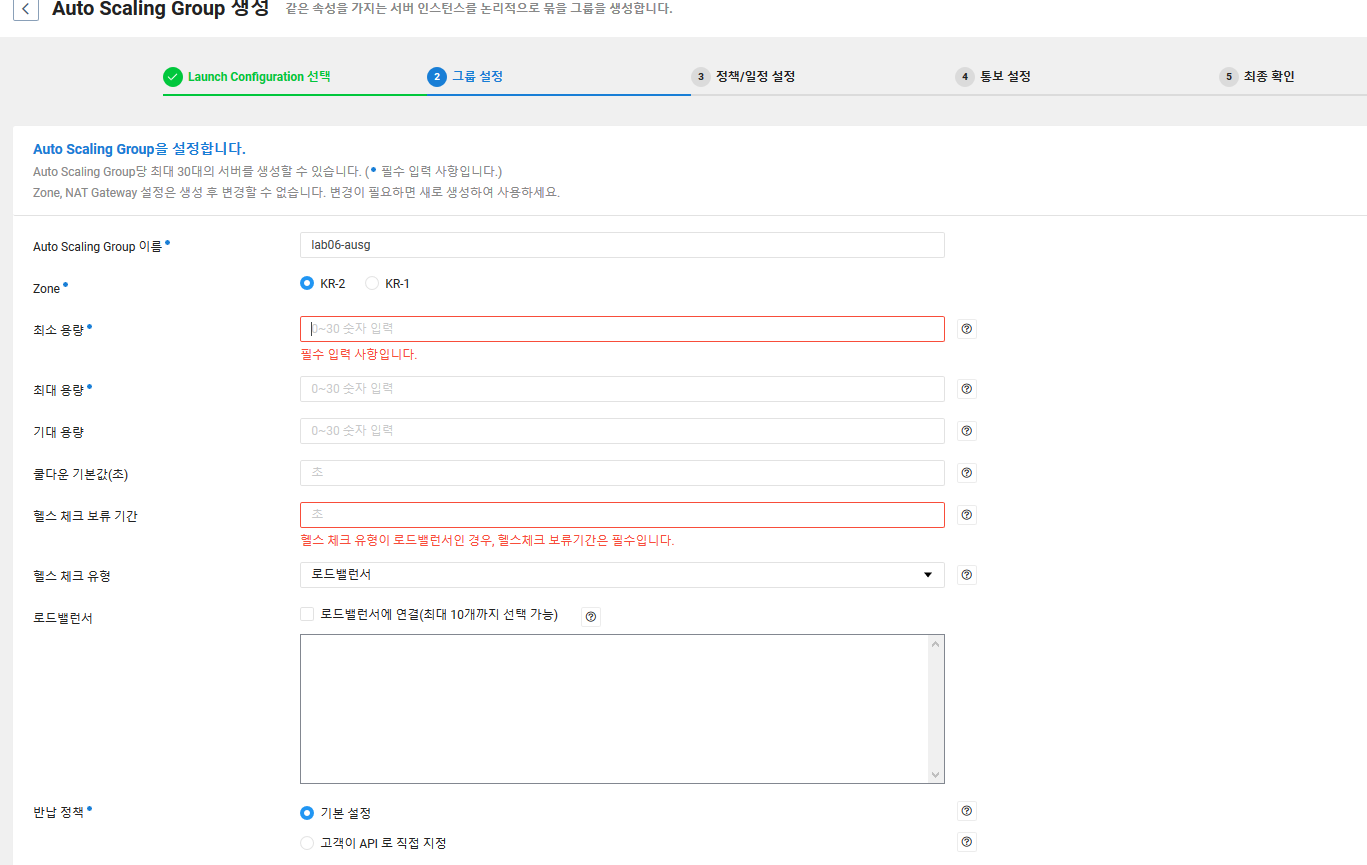 Auto Scaling Group 생성 같은 속성을 가지는 서버 인스턴스를 논리적으로 묶을 그룹을 생성합니다.
Launch Configuration 선택 2 그룹 설정 3 정책/일정 설정 4 통보 설정 5 최종 확인
Auto Scaling Group을 설정합니다.
Auto Scaling Group당 최대 30대의 서버를 생성할 수 있습니다. (• 필수 입력 사항입니다.)
Zone, NAT Gateway 설정은 생성 후 변경할 수 없습니다. 변경이 필요하면 새로 생성하여 사용하세요.
Auto Scaling Group 이름• lab06-ausg
Zone• KR-2 KR-1
최소 용량• 0~30 숫자 입력
필수 입력 사항입니다.
최대 용량• 0~30 숫자 입력
기대 용량 0~30 숫자 입력
쿨다운 기본값(초) 초
헬스 체크 보류 기간 초
헬스 체크 유형이 로드밸런서인 경우, 헬스체크 보류기간은 필수입니다.
헬스 체크 유형 로드밸런서
로드밸런서 로드밸런서에 연결(최대 10개까지 선택 가능)
반납 정책• 기본 설정
고객이 API 로 직접 지정